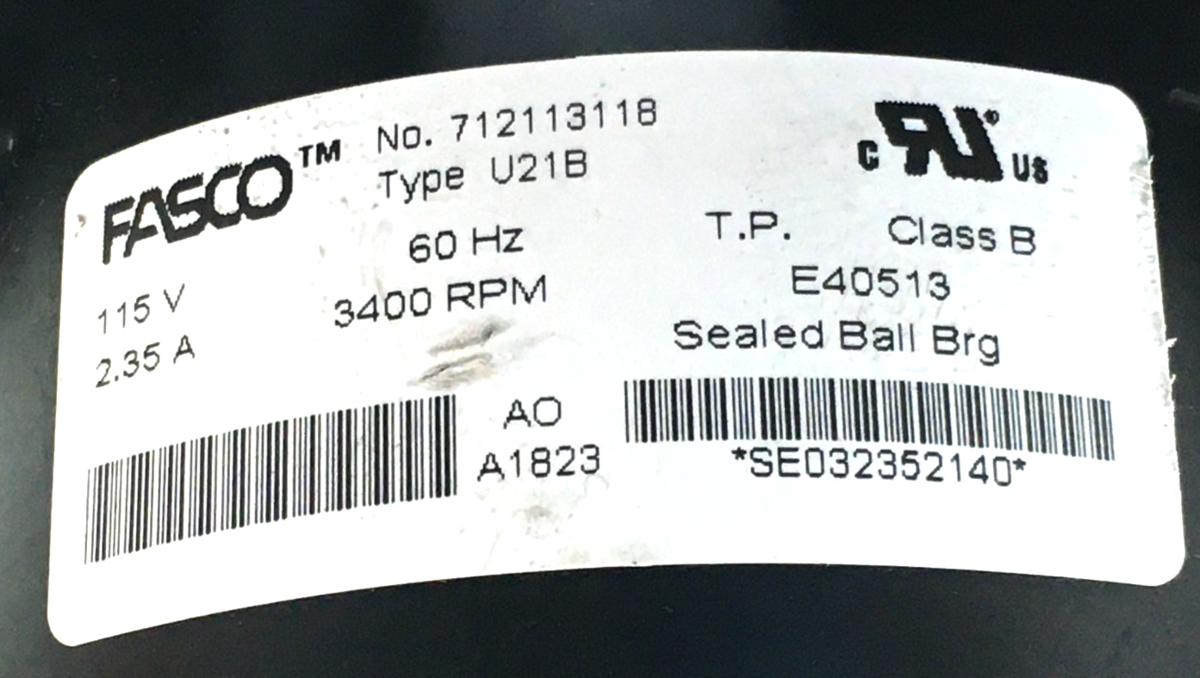 FASCO™
No. 712113118
Type U21B
60 Hz
3400 RPM
115 V
2.35 A
c RU® US
T.P. Class B
E40513
Sealed Ball Brg
AO
A1823
*SE032352140*